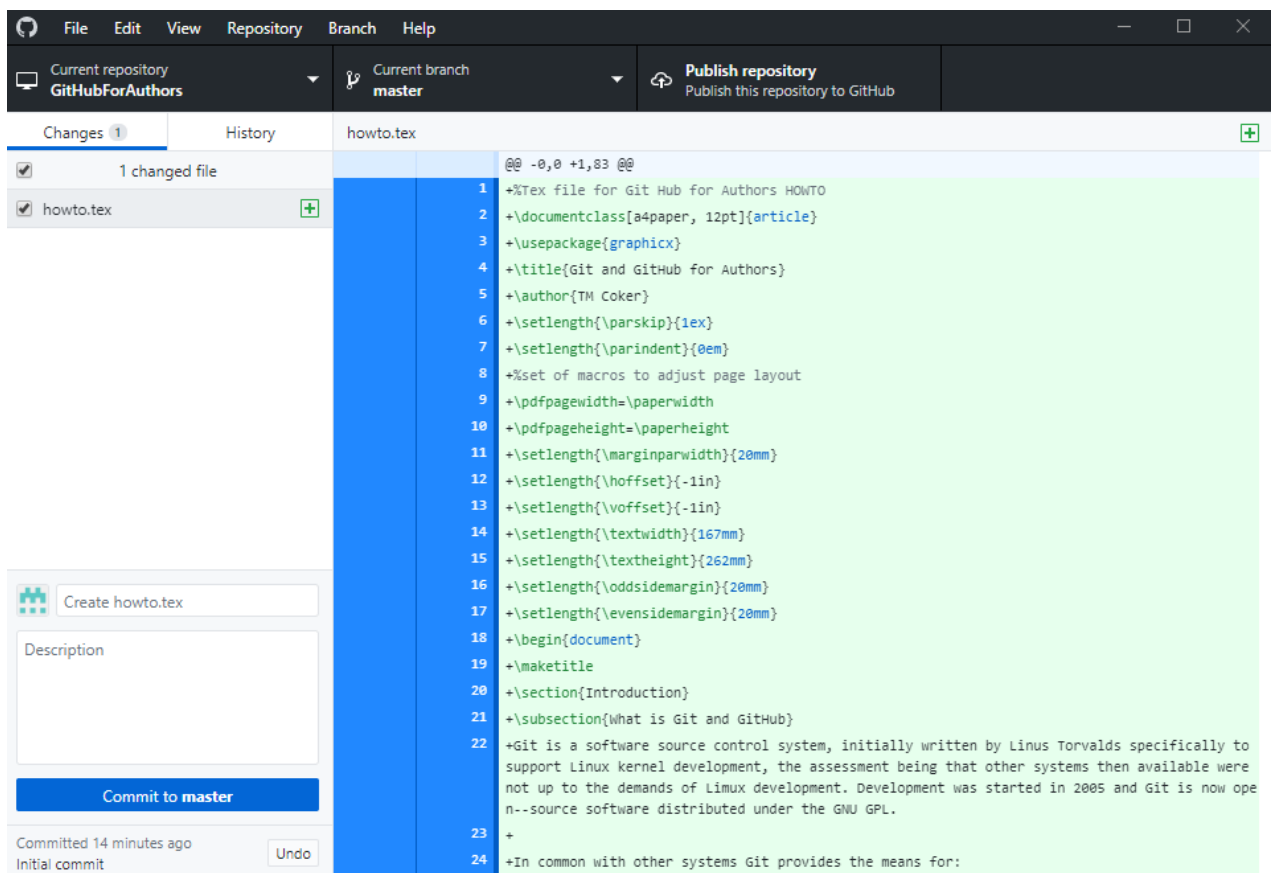 File Edit View Repository Branch Help
Current repository
GitHubForAuthors
Current branch
master
Publish repository
Publish this repository to GitHub
Changes 1 History
howto.tex
1 changed file
howto.tex
Create howto.tex
Description
Commit to master
Committed 14 minutes ago
Initial commit
Undo
@@ -0,0 +1,83 @@
1 +%Tex file for Git Hub for Authors HOWTO
2 +\documentclass[a4paper, 12pt]{article}
3 +\usepackage{graphicx}
4 +\title{Git and GitHub for Authors}
5 +\author{TM Coker}
6 +\setlength{\parskip}{1ex}
7 +\setlength{\parindent}{0em}
8 +%set of macros to adjust page layout
9 +\pdfpagewidth=\paperwidth
10 +\pdfpageheight=\paperheight
11 +\setlength{\marginparwidth}{20mm}
12 +\setlength{\hoffset}{-1in}
13 +\setlength{\voffset}{-1in}
14 +\setlength{\textwidth}{167mm}
15 +\setlength{\textheight}{262mm}
16 +\setlength{\oddsidemargin}{20mm}
17 +\setlength{\evensidemargin}{20mm}
18 +\begin{document}
19 +\maketitle
20 +\section{Introduction}
21 +\subsection{What is Git and GitHub}
22 +Git is a software source control system, initially written by Linus Torvalds specifically to
support Linux kernel development, the assessment being that other systems then available were
not up to the demands of Limux development. Development was started in 2005 and Git is now ope
n--source software distributed under the GNU GPL.
23 +
24 +In common with other systems Git provides the means for: